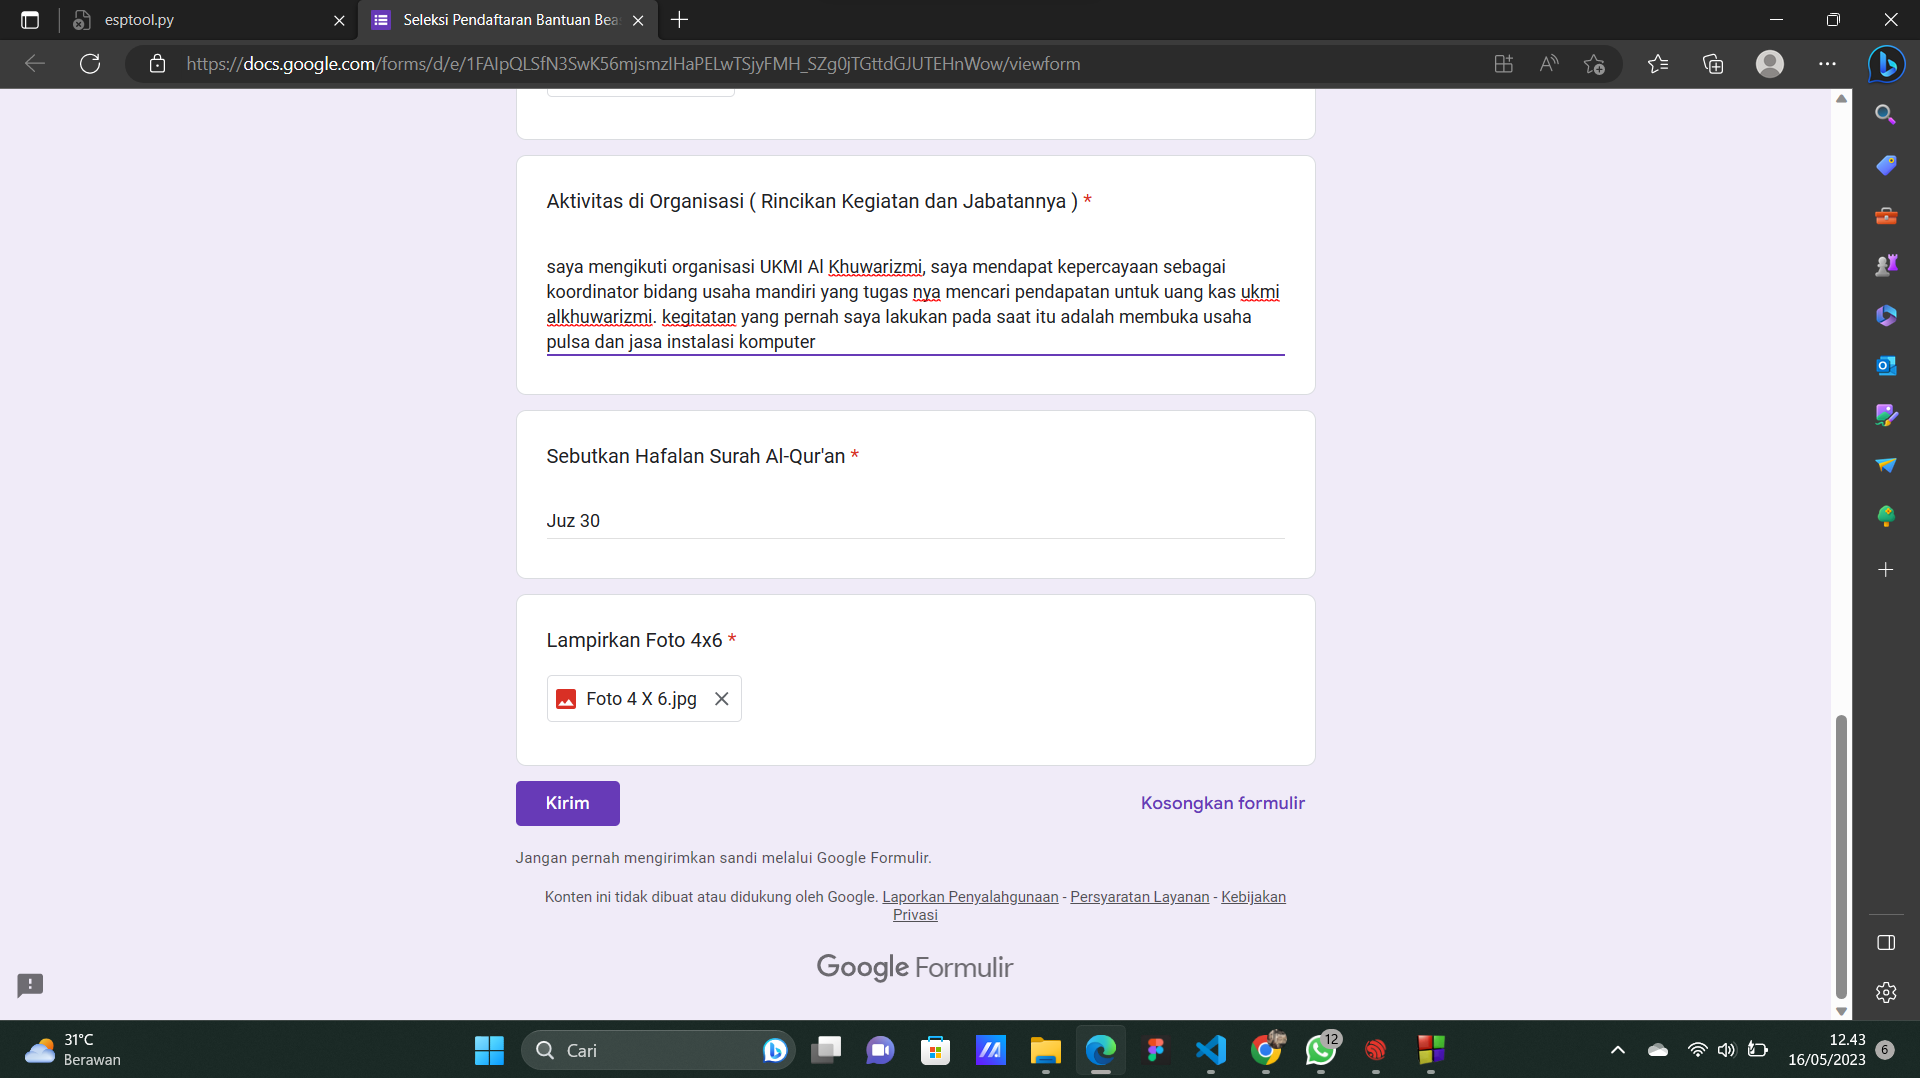 esptool.py
Seleksi Pendaftaran Bantuan Bea
https://docs.google.com/forms/d/e/1FAIpQLSfN3SwK56mjsmzIHaPELwTSjyFMH_SZg0jTGttdGJUTEHnWow/viewform
Aktivitas di Organisasi ( Rincikan Kegiatan dan Jabatannya ) *
saya mengikuti organisasi UKMI Al Khuwarizmi, saya mendapat kepercayaan sebagai
koordinator bidang usaha mandiri yang tugas nya mencari pendapatan untuk uang kas ukmi
alkhuwarizmi. kegitatan yang pernah saya lakukan pada saat itu adalah membuka usaha
pulsa dan jasa instalasi komputer
Sebutkan Hafalan Surah Al-Qur'an *
Juz 30
Lampirkan Foto 4x6 *
Foto 4 X 6.jpg
Kirim
Kosongkan formulir
Jangan pernah mengirimkan sandi melalui Google Formulir.
Konten ini tidak dibuat atau didukung oleh Google. Laporkan Penyalahgunaan - Persyaratan Layanan - Kebijakan
Privasi
Google Formulir
31°C
Berawan
Cari
12
12.43
16/05/2023
6